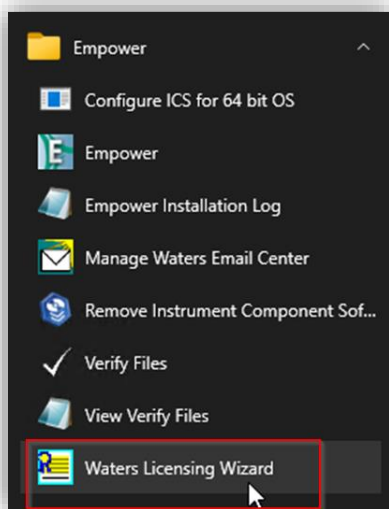 Empower
Configure ICS for 64 bit OS
Empower
Empower Installation Log
Manage Waters Email Center
Remove Instrument Component Sof...
Verify Files
View Verify Files
Waters Licensing Wizard